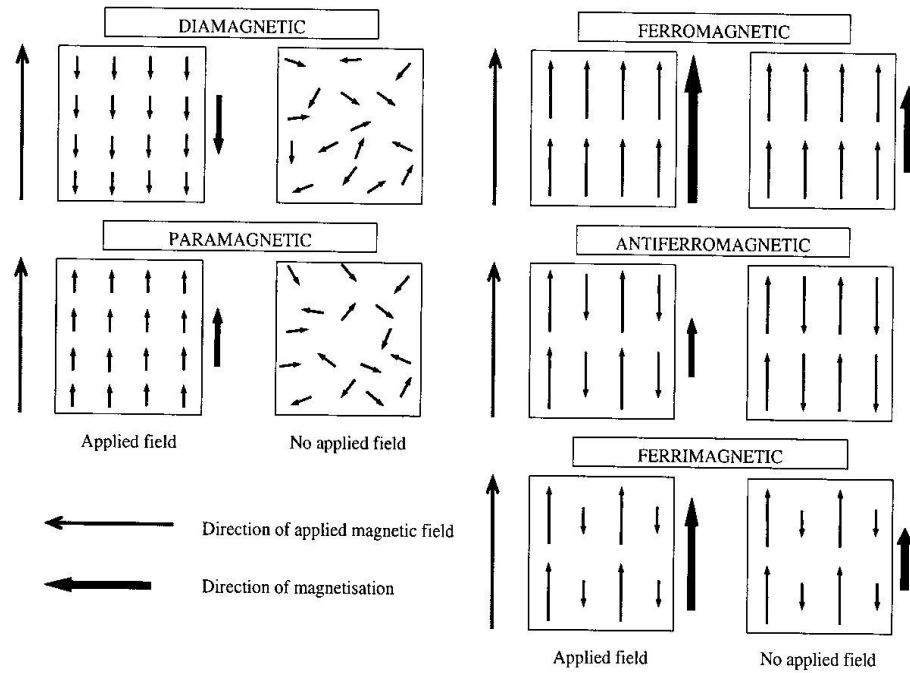 DIAMAGNETIC
FERROMAGNETIC
PARAMAGNETIC
ANTIFERROMAGNETIC
Applied field
No applied field
FERRIMAGNETIC
Direction of applied magnetic field
Direction of magnetisation
Applied field
No applied field